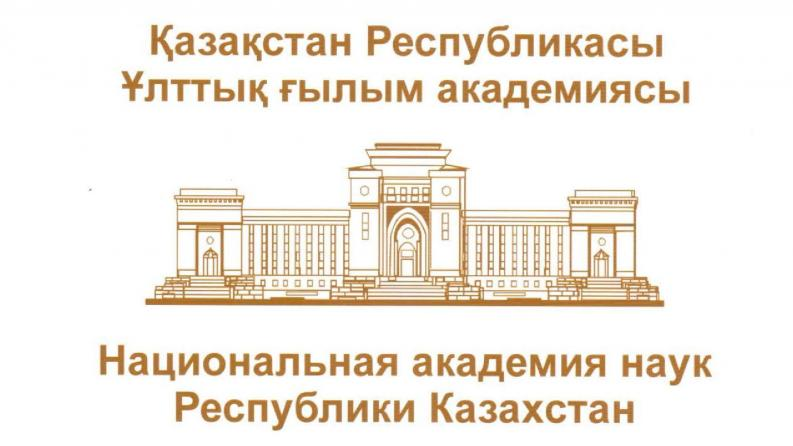 Қазақстан Республикасы
Ұлттық ғылым академиясы
Национальная академия наук
Республики Казахстан